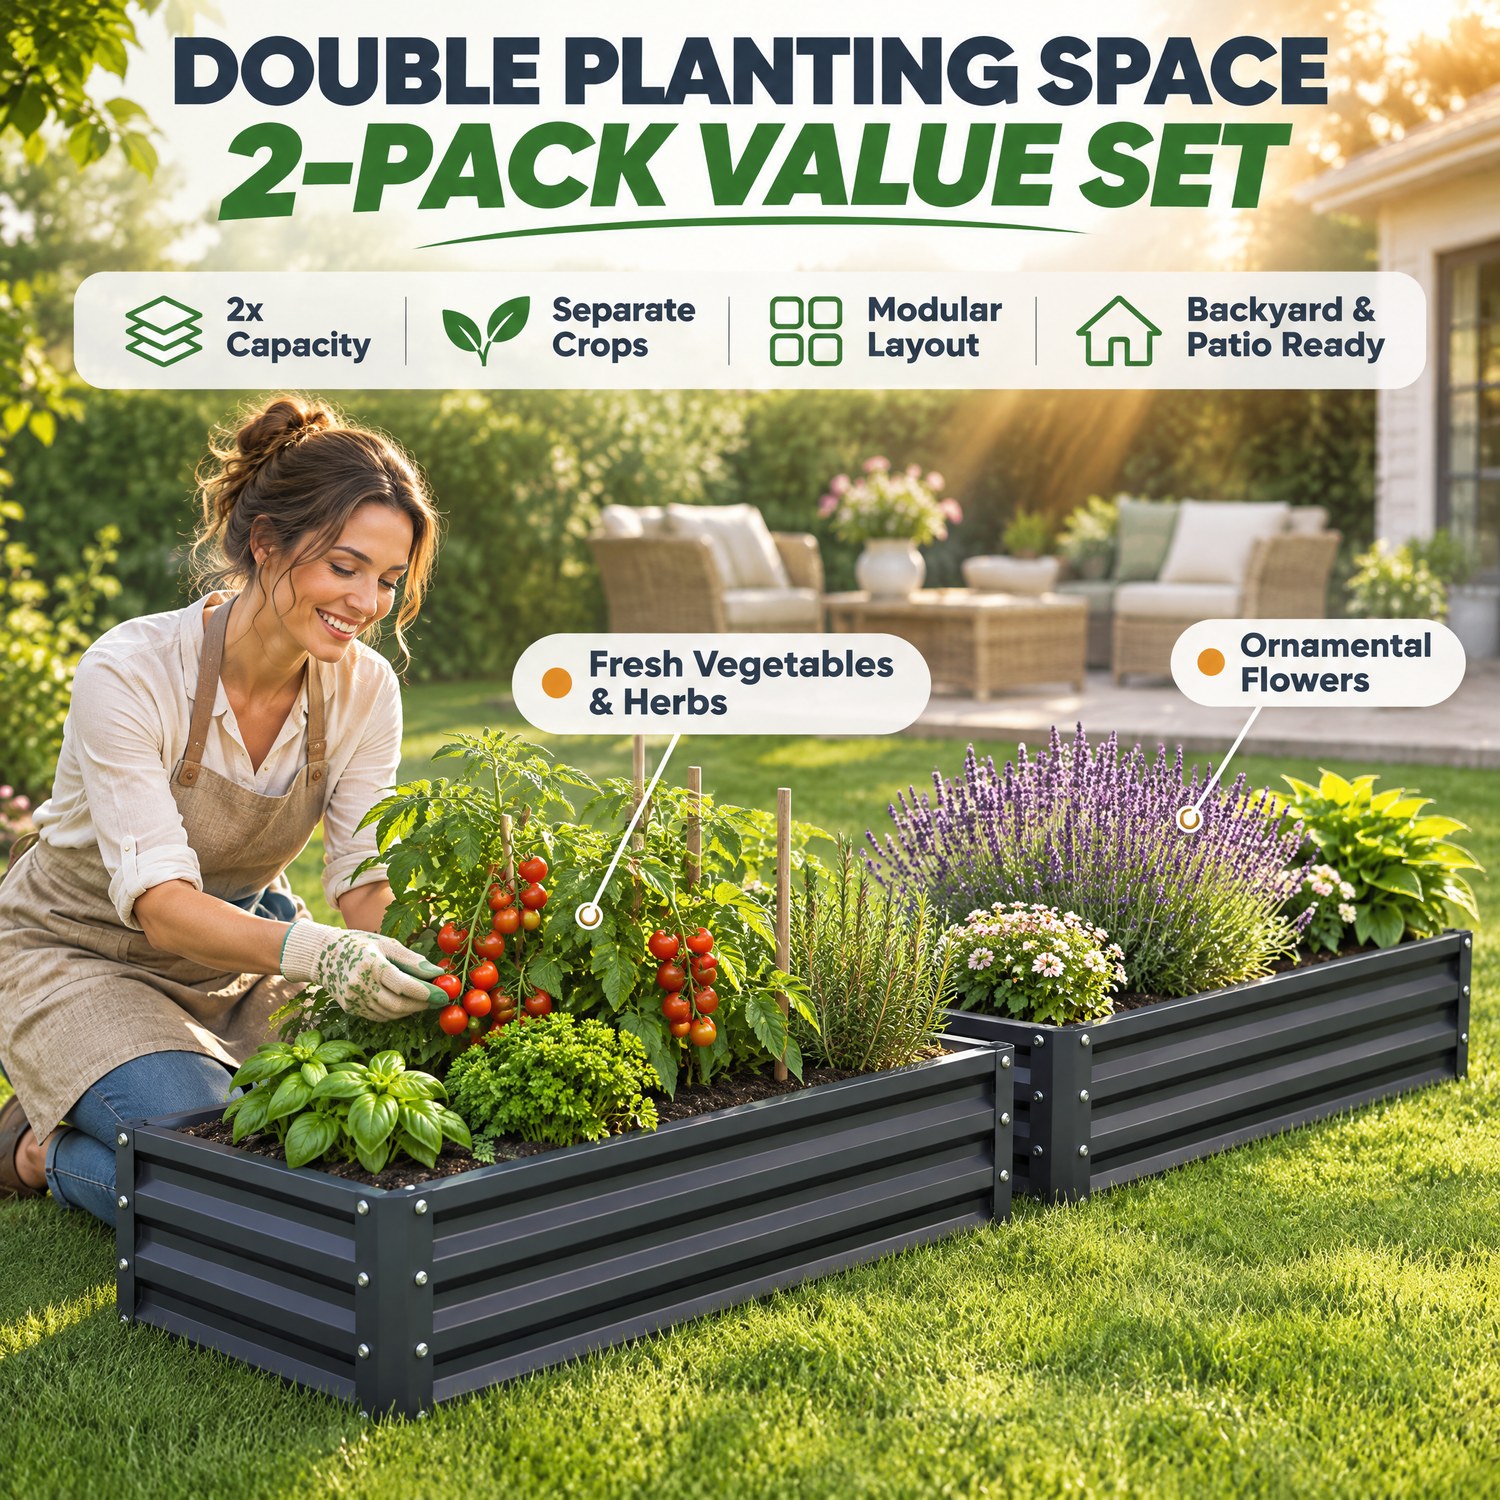 DOUBLE PLANTING SPACE
2-PACK VALUE SET
2x
Capacity
Separate
Crops
Modular
Layout
Backyard &
Patio Ready
Fresh Vegetables
& Herbs
Ornamental
Flowers